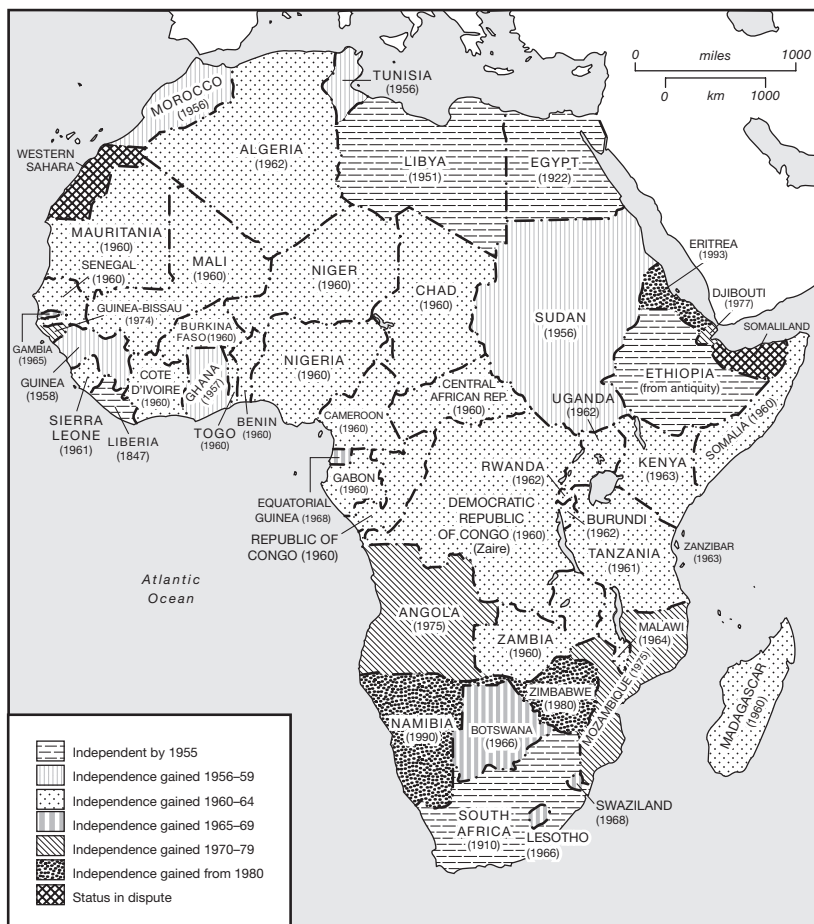 0 miles 1000
0 km 1000
TUNISIA
(1956)
MOROCCO
(1956)
ALGERIA
(1962)
LIBYA
(1951)
EGYPT
(1922)
WESTERN
SAHARA
MAURITANIA
(1960)
MALI
(1960)
NIGER
(1960)
CHAD
(1960)
SUDAN
(1956)
ERITREA
(1993)
DJIBOUTI
(1977)
SOMALILAND
SENEGAL
(1960)
GUINEA-BISSAU
(1974)
BURKINA
FASO (1960)
GAMBIA
(1965)
GUINEA
(1958)
SIERRA
LEONE
(1961)
LIBERIA
(1847)
COTE
D'IVOIRE
(1960)
GHANA
(1957)
TOGO
(1960)
BENIN
(1960)
NIGERIA
(1960)
CAMEROON
(1960)
CENTRAL
AFRICAN REP.
(1960)
ETHIOPIA
(from antiquity)
SOMALIA (1960)
UGANDA
(1962)
KENYA
(1963)
RWANDA
(1962)
BURUNDI
(1962)
EQUATORIAL
GUINEA (1968)
GABON
(1960)
REPUBLIC OF
CONGO (1960)
DEMOCRATIC
REPUBLIC
OF CONGO (1960)
(Zaire)
TANZANIA
(1961)
ZANZIBAR
(1963)
Atlantic
Ocean
ANGOLA
(1975)
ZAMBIA
(1960)
MALAWI
(1964)
MOZAMBIQUE (1975)
ZIMBABWE
(1980)
NAMIBIA
(1990)
BOTSWANA
(1966)
MADAGASCAR
(1960)
SWAZILAND
(1968)
SOUTH
AFRICA
(1910)
LESOTHO
(1966)
Independent by 1955
Independence gained 1956–59
Independence gained 1960–64
Independence gained 1965–69
Independence gained 1970–79
Independence gained from 1980
Status in dispute